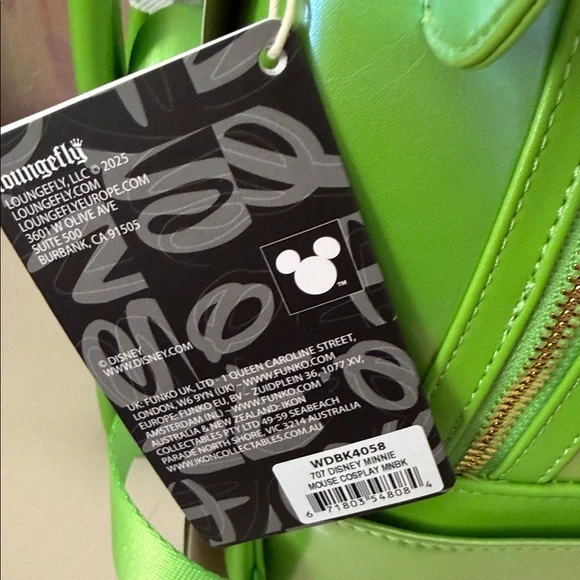 Loungefly
LOUNGEFLY, LLC © 2025
LOUNGEFLY.COM
LOUNGEFLYEUROPE.COM
3601 W OLIVE AVE
SUITE 500
BURBANK, CA 91505
TM
© DISNEY
WWW.DISNEY.COM
UK: FUNKO UK, LTD - 1 QUEEN CAROLINE STREET,
LONDON, W6 9YN (UK) - WWW.FUNKO.COM
EUROPE: FUNKO EU, BV - ZUIDPLEIN 36, 1077 XV,
AMSTERDAM (NL) - WWW.FUNKO.COM
AUSTRALIA & NEW ZEALAND: IKON
COLLECTABLES PTY LTD 49-59 SEABEACH
PARADE NORTH SHORE, VIC 3214 AUSTRALIA
WWW.IKONCOLLECTABLES.COM.AU
WDBK4058
707 DISNEY MINNIE
MOUSE COSPLAY MNBK
6 71803 54808 4